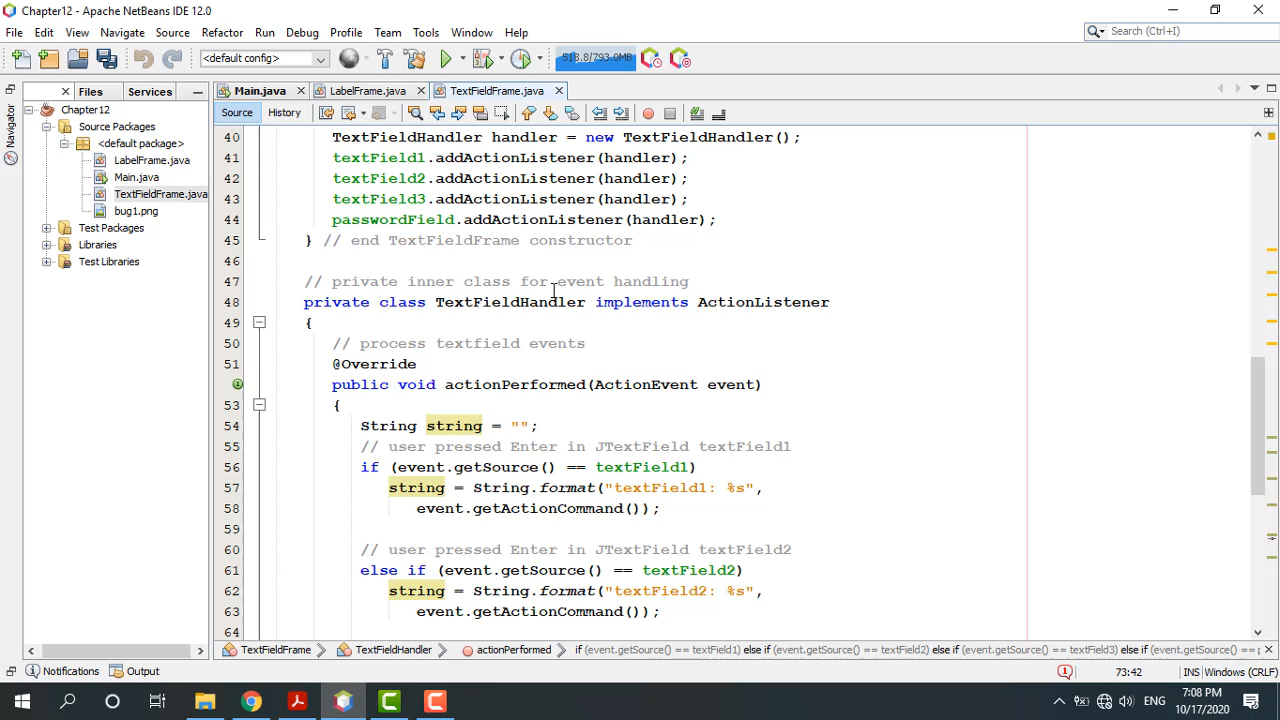 Chapter12 - Apache NetBeans IDE 12.0
File Edit View Navigate Source Refactor Run Debug Profile Team Tools Window Help
Search (Ctrl+I)
<default config>
518.8/793.0MB
Files Services
Main.java LabelFrame.java TextFieldFrame.java
Source History
Navigator
Chapter12
Source Packages
<default package>
LabelFrame.java
Main.java
TextFieldFrame.java
bug1.png
Test Packages
Libraries
Test Libraries
40 TextFieldHandler handler = new TextFieldHandler();
41 textField1.addActionListener(handler);
42 textField2.addActionListener(handler);
43 textField3.addActionListener(handler);
44 passwordField.addActionListener(handler);
45 } // end TextFieldFrame constructor
46
47 // private inner class for event handling
48 private class TextFieldHandler implements ActionListener
49 {
50 // process textfield events
51 @Override
public void actionPerformed(ActionEvent event)
53 {
54 String string = "";
55 // user pressed Enter in JTextField textField1
56 if (event.getSource() == textField1)
57 string = String.format("textField1: %s",
58 event.getActionCommand());
59
60 // user pressed Enter in JTextField textField2
61 else if (event.getSource() == textField2)
62 string = String.format("textField2: %s",
63 event.getActionCommand());
64
TextFieldFrame TextFieldHandler actionPerformed if (event.getSource() == textField1) else if (event.getSource() == textField2) else if (event.getSource() == textField3) else if (event.getSource() ==
Notifications Output
1 73:42 INS Windows (CRLF)
ENG
7:08 PM
10/17/2020